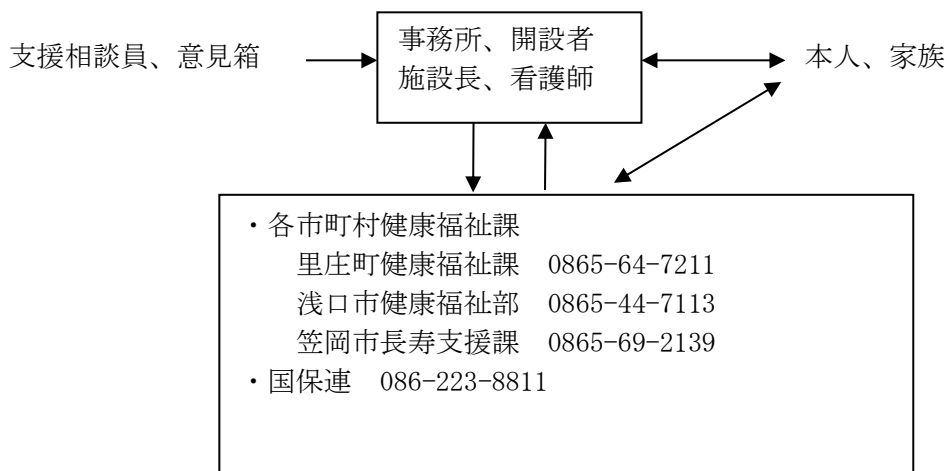 支援相談員、意見箱
事務所、開設者
施設長、看護師
本人、家族
・各市町村健康福祉課
里庄町健康福祉課　0865-64-7211
浅口市健康福祉部　0865-44-7113
笠岡市長寿支援課　0865-69-2139
・国保連　086-223-8811